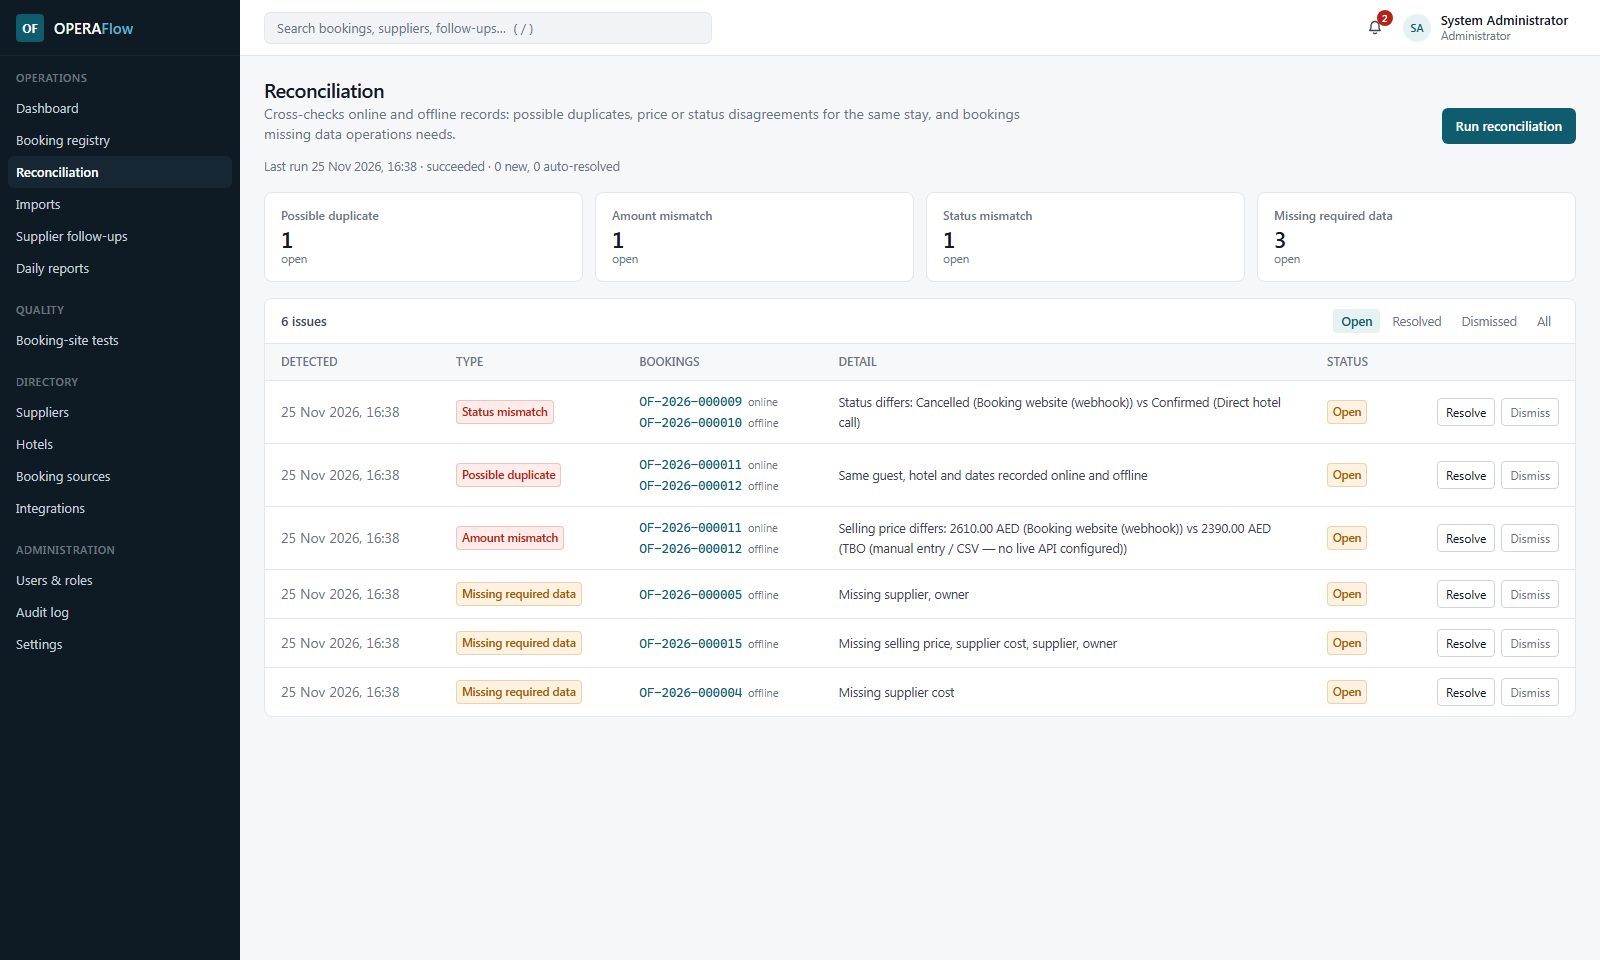 OF OPERAFlow
OPERATIONS
Dashboard
Booking registry
Reconciliation
Imports
Supplier follow-ups
Daily reports
QUALITY
Booking-site tests
DIRECTORY
Suppliers
Hotels
Booking sources
Integrations
ADMINISTRATION
Users & roles
Audit log
Settings
Search bookings, suppliers, follow-ups... ( / )
2
SA
System Administrator
Administrator
Reconciliation
Cross-checks online and offline records: possible duplicates, price or status disagreements for the same stay, and bookings
missing data operations needs.
Last run 25 Nov 2026, 16:38 · succeeded · 0 new, 0 auto-resolved
Run reconciliation
Possible duplicate
1
open
Amount mismatch
1
open
Status mismatch
1
open
Missing required data
3
open
6 issues
Open Resolved Dismissed All
DETECTED TYPE BOOKINGS DETAIL STATUS
25 Nov 2026, 16:38 Status mismatch
OF-2026-000009 online
OF-2026-000010 offline
Status differs: Cancelled (Booking website (webhook)) vs Confirmed (Direct hotel
call)
Open Resolve Dismiss
25 Nov 2026, 16:38 Possible duplicate
OF-2026-000011 online
OF-2026-000012 offline
Same guest, hotel and dates recorded online and offline
Open Resolve Dismiss
25 Nov 2026, 16:38 Amount mismatch
OF-2026-000011 online
OF-2026-000012 offline
Selling price differs: 2610.00 AED (Booking website (webhook)) vs 2390.00 AED
(TBO (manual entry / CSV — no live API configured))
Open Resolve Dismiss
25 Nov 2026, 16:38 Missing required data OF-2026-000005 offline Missing supplier, owner Open Resolve Dismiss
25 Nov 2026, 16:38 Missing required data OF-2026-000015 offline Missing selling price, supplier cost, supplier, owner Open Resolve Dismiss
25 Nov 2026, 16:38 Missing required data OF-2026-000004 offline Missing supplier cost Open Resolve Dismiss